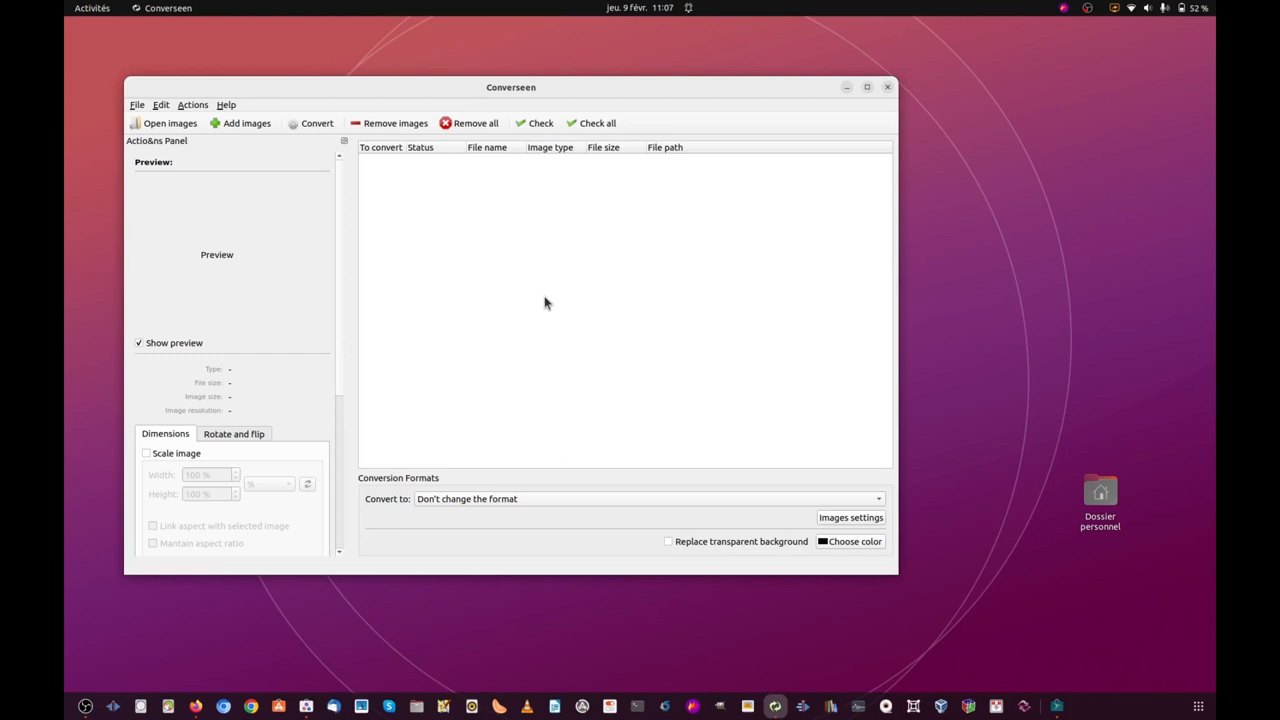 Activités Converseen jeu. 9 févr. 11:07 52 %
Converseen
File Edit Actions Help
Open images Add images Convert Remove images Remove all Check Check all
Actio&ns Panel
To convert Status File name Image type File size File path
Preview:
Preview
Show preview
Type: -
File size: -
Image size: -
Image resolution: -
Dimensions Rotate and flip
Scale image
Width: 100 % %
Height: 100 %
Link aspect with selected image
Mantain aspect ratio
Conversion Formats
Convert to: Don't change the format
Images settings
Replace transparent background Choose color
Dossier
personnel